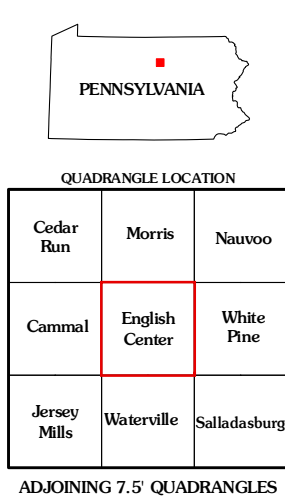 PENNSYLVANIA
QUADRANGLE LOCATION
Cedar
Run
Morris
Nauvoo
Cammal
English
Center
White
Pine
Jersey
Mills
Waterville
Salladasburg
ADJOINING 7.5' QUADRANGLES